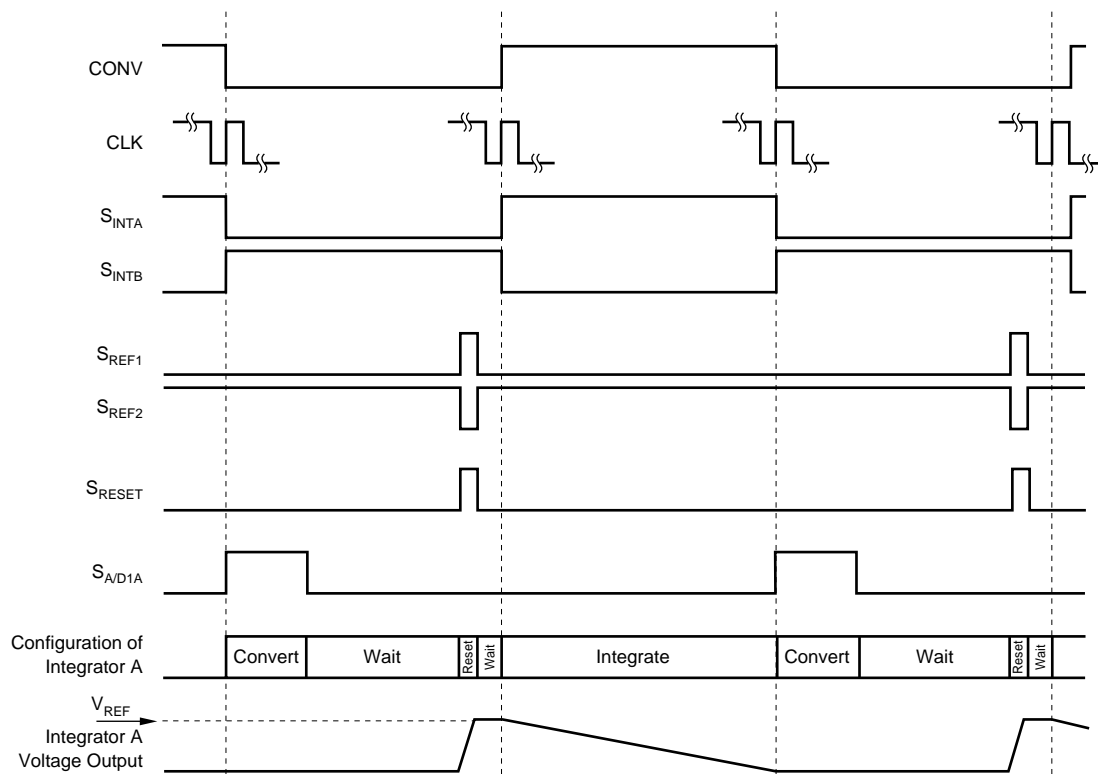 CONV
CLK
S_INTA
S_INTB
S_REF1
S_REF2
S_RESET
S_A/D1A
Configuration of
Integrator A
Convert Wait Reset Wait Integrate Convert Wait Reset Wait
V_REF
Integrator A
Voltage Output